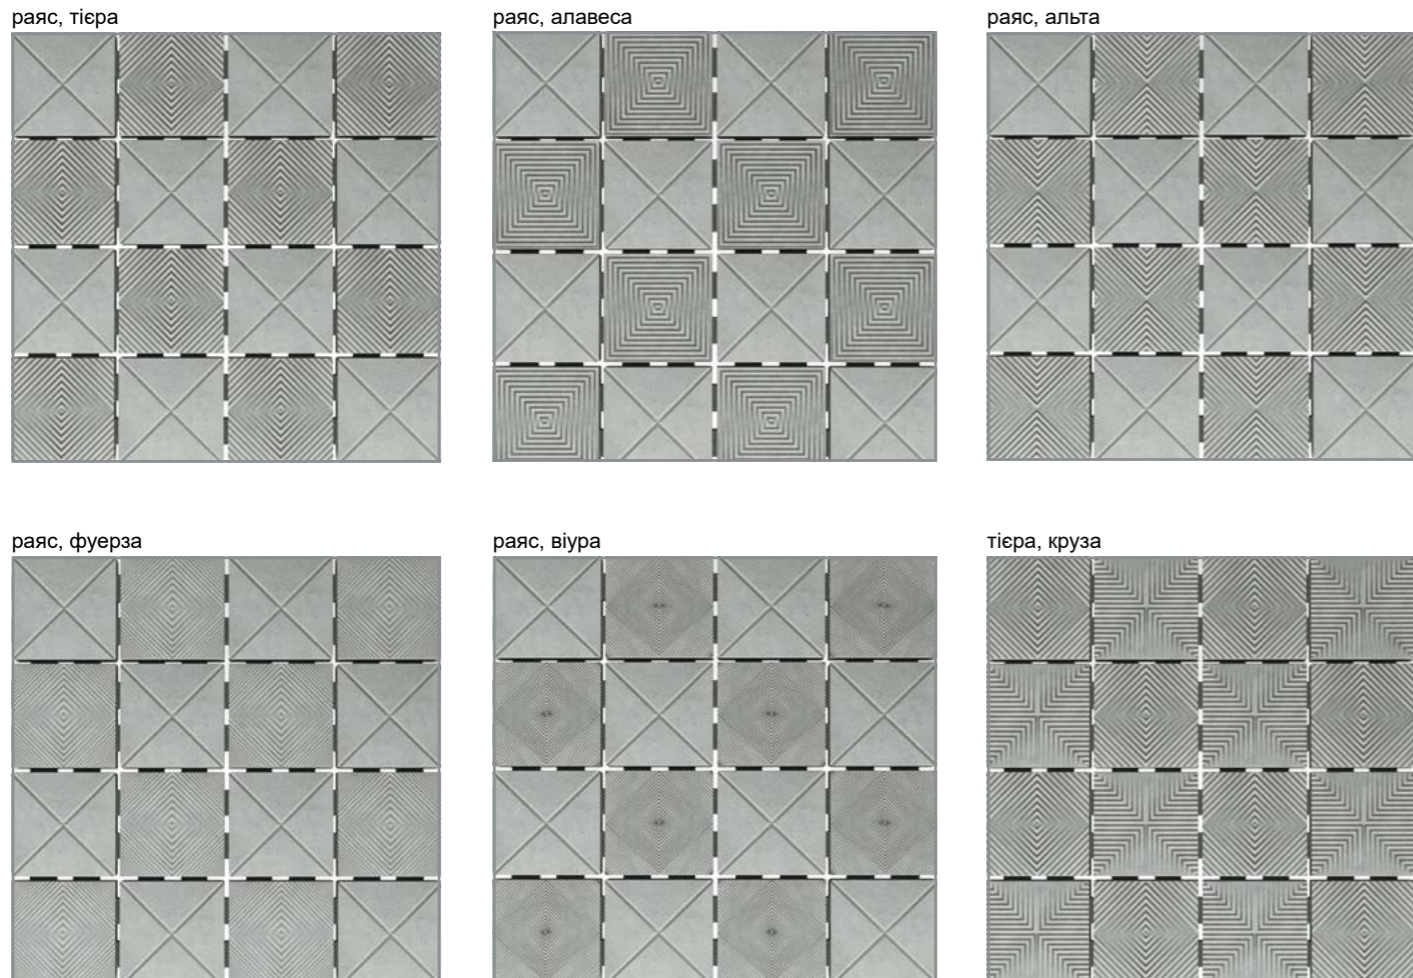 раяс, тієра
раяс, алавеса
раяс, альта
раяс, фуерза
раяс, віура
тієра, круза